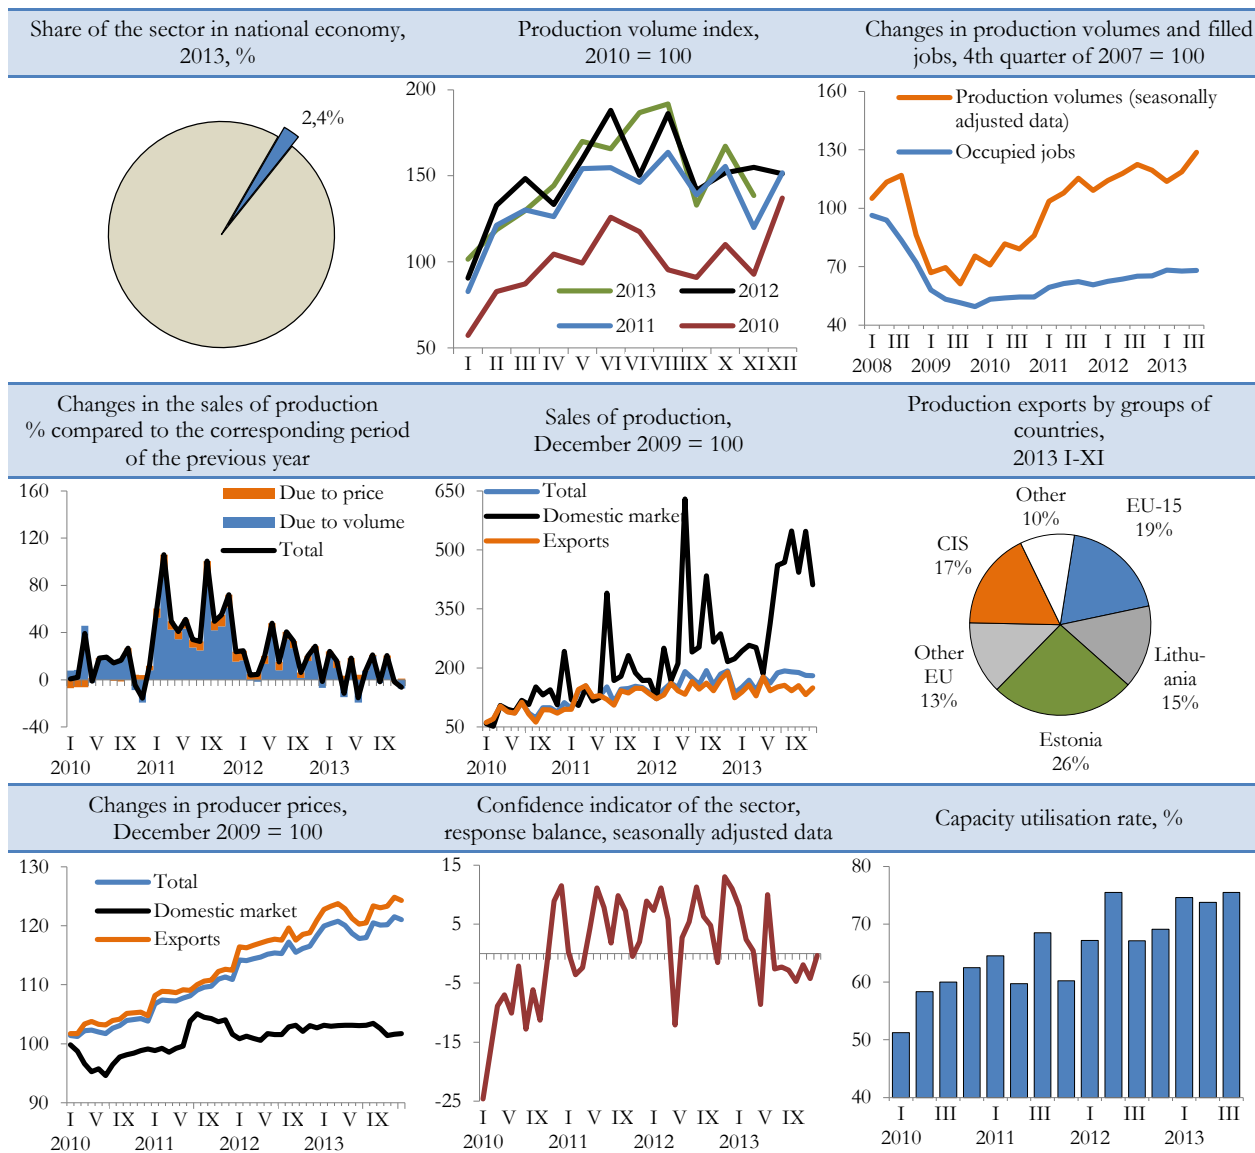 Share of the sector in national economy,
2013, %
Production volume index,
2010 = 100
Changes in production volumes and filled
jobs, 4th quarter of 2007 = 100
2,4%
200
150
100
50
2013
2012
2011
2010
I II III IV V VI VII VIII IX X XI XII
160
130
100
70
40
Production volumes (seasonally
adjusted data)
Occupied jobs
I III I III I III I III I III I III
2008 2009 2010 2011 2012 2013
Changes in the sales of production
% compared to the corresponding period
of the previous year
Sales of production,
December 2009 = 100
Production exports by groups of
countries,
2013 I-XI
160
120
80
40
0
-40
Due to price
Due to volume
Total
I V IX I V IX I V IX I V IX
2010 2011 2012 2013
650
550
450
350
250
150
50
Total
Domestic market
Exports
I V IX I V IX I V IX I V IX
2010 2011 2012 2013
Other
10%
EU-15
19%
CIS
17%
Other
EU
13%
Lithu-
ania
15%
Estonia
26%
Changes in producer prices,
December 2009 = 100
Confidence indicator of the sector,
response balance, seasonally adjusted data
Capacity utilisation rate, %
130
120
110
100
90
Total
Domestic market
Exports
I V IX I V IX I V IX I V IX
2010 2011 2012 2013
15
5
-5
-15
-25
I V IX I V IX I V IX I V IX
2010 2011 2012 2013
80
70
60
50
40
I III I III I III I III
2010 2011 2012 2013